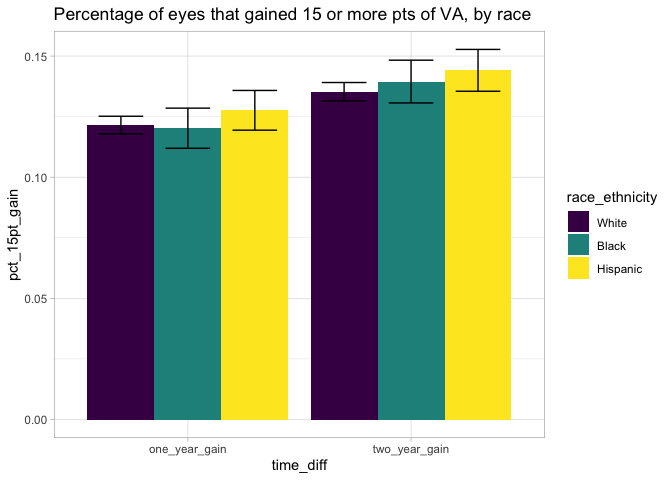 Percentage of eyes that gained 15 or more pts of VA, by race
pct_15pt_gain
0.15
0.10
0.05
0.00
one_year_gain
two_year_gain
time_diff
race_ethnicity
White
Black
Hispanic